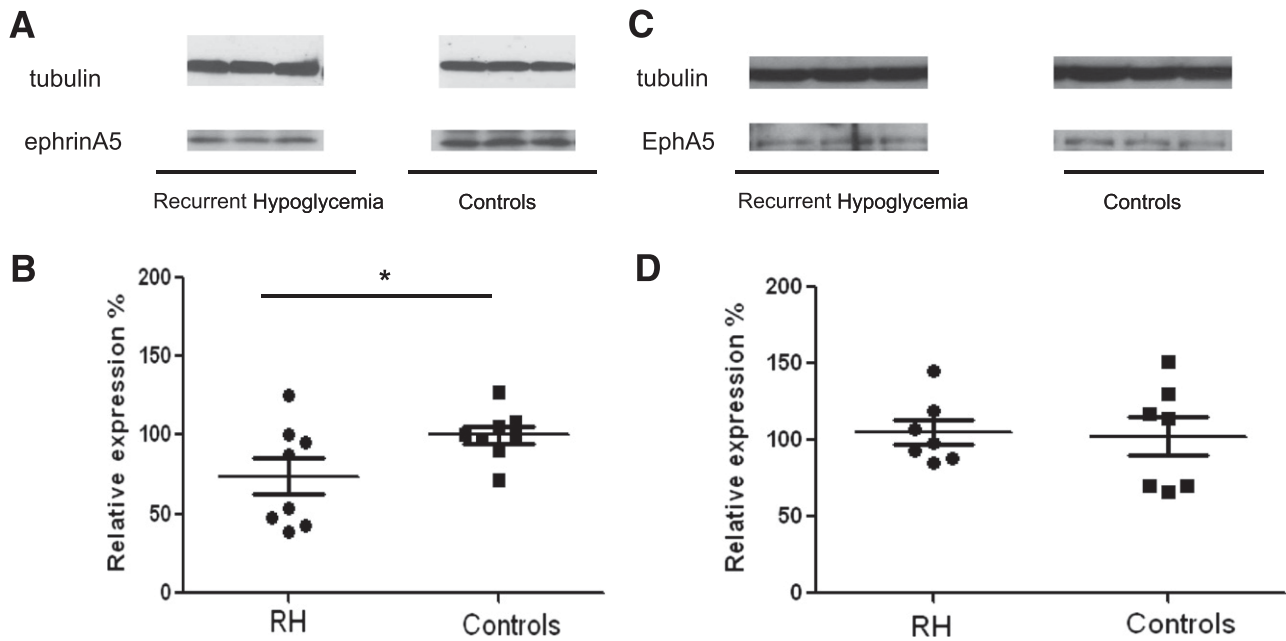 A
tubulin
ephrinA5
Recurrent Hypoglycemia
Controls
C
tubulin
EphA5
Recurrent Hypoglycemia
Controls
B
Relative expression %
200
150
100
50
0
*
RH
Controls
D
Relative expression %
200
150
100
50
0
RH
Controls